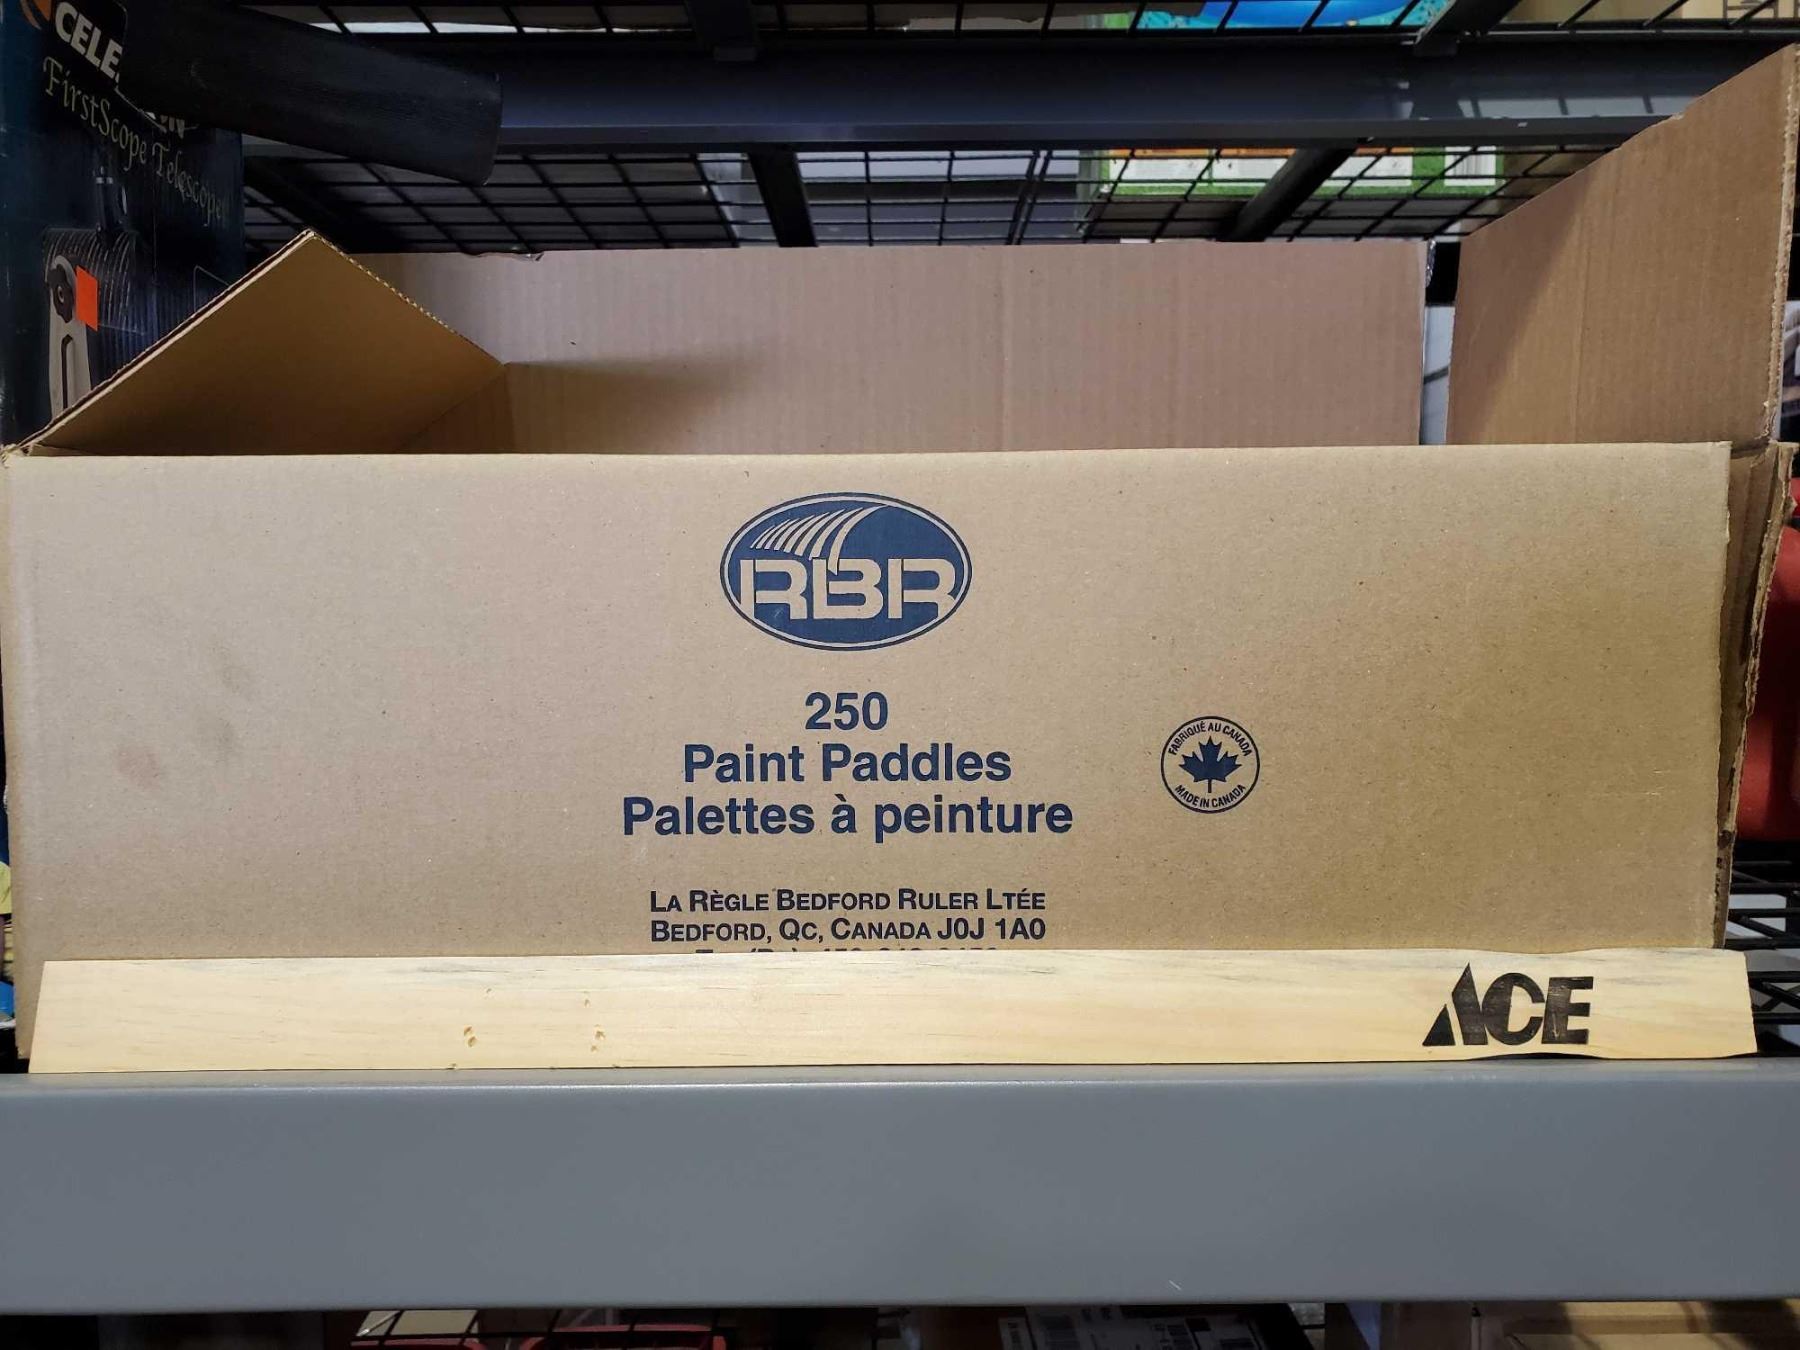 FirstScope Telescope
RBR
250
Paint Paddles
Palettes à peinture
FABRIQUÉ AU CANADA
MADE IN CANADA
LA RÈGLE BEDFORD RULER LTÉE
BEDFORD, QC, CANADA J0J 1A0
ACE